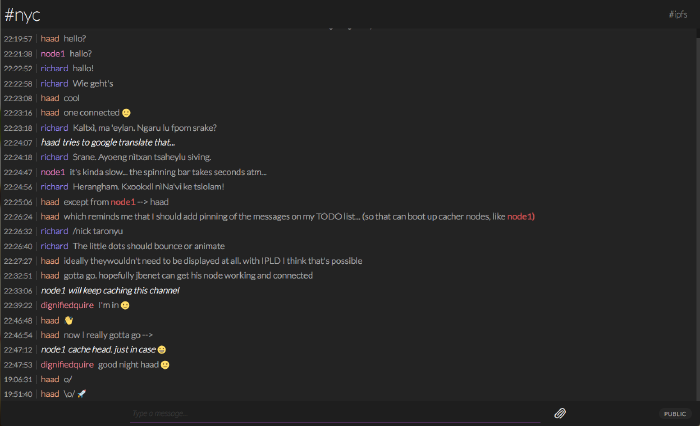 #nyc
#ipfs
22:19:57 haad hello?
22:21:38 node1 hallo?
22:22:52 richard hallo!
22:22:58 richard Wie geht's
22:23:08 haad cool
22:23:16 haad one connected 🙂
22:23:18 richard Kaltxì, ma 'eylan. Ngaru lu fpom srake?
22:24:07 haad tries to google translate that...
22:24:18 richard Srane. Ayoeng nìtxan tsaheylu siving.
22:24:47 node1 it's kinda slow... the spinning bar takes seconds atm...
22:24:56 richard Herangham. Kxookxll nìNa'vi ke tsìolam!
22:25:06 haad except from node1 --> haad
22:26:24 haad which reminds me that I should add pinning of the messages on my TODO list... (so that can boot up cacher nodes, like node1)
22:26:32 richard /nick taronyu
22:26:40 richard The little dots should bounce or animate
22:27:27 haad ideally theywouldn't need to be displayed at all. with IPLD I think that's possible
22:32:51 haad gotta go. hopefully jbenet can get his node working and connected
22:33:06 node1 will keep caching this channel
22:39:22 dignifiedquire I'm in 🙂
22:46:48 haad 👋
22:46:54 haad now I really gotta go -->
22:47:12 node1 cache head. just in case 😄
22:47:53 dignifiedquire good night haad 🙂
19:06:31 haad o/
19:51:40 haad \o/ 🚀
Type a message...
PUBLIC